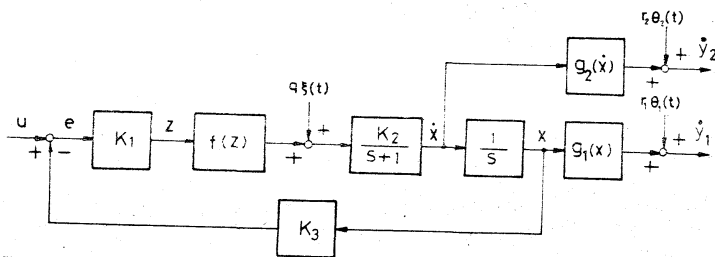 r₂θ₂(t)
ẏ₂
g₂(ẋ)
qξ(t)
r₁θ₁(t)
u
e
K₁
z
f(z)
K₂
s+1
ẋ
1
s
x
g₁(x)
ẏ₁
K₃